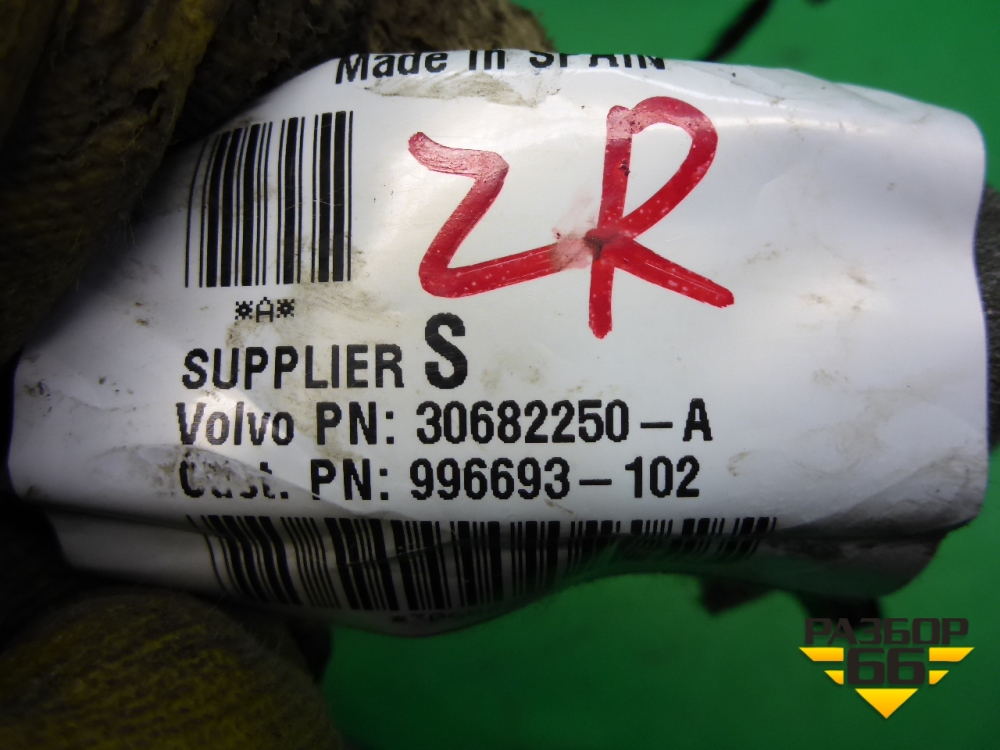 Made in SPAIN
ZR
*A*
SUPPLIER S
Volvo PN: 30682250-A
Cust. PN: 996693-102
РАЗБОР
66